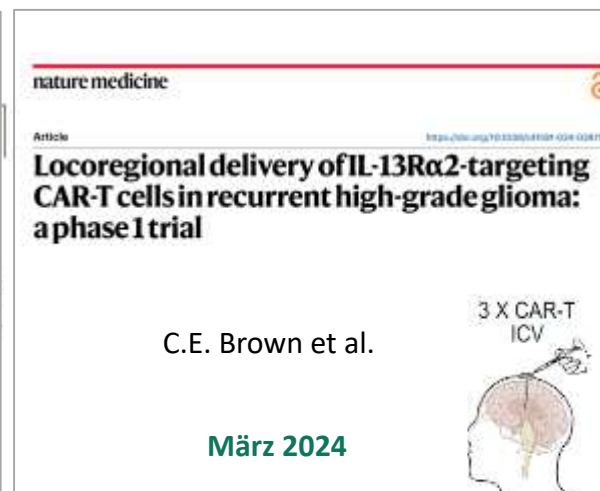 nature medicine
Article
Locoregional delivery of IL-13Rα2-targeting
CAR-T cells in recurrent high-grade glioma:
a phase 1 trial
3 X CAR-T
ICV
C.E. Brown et al.
März 2024